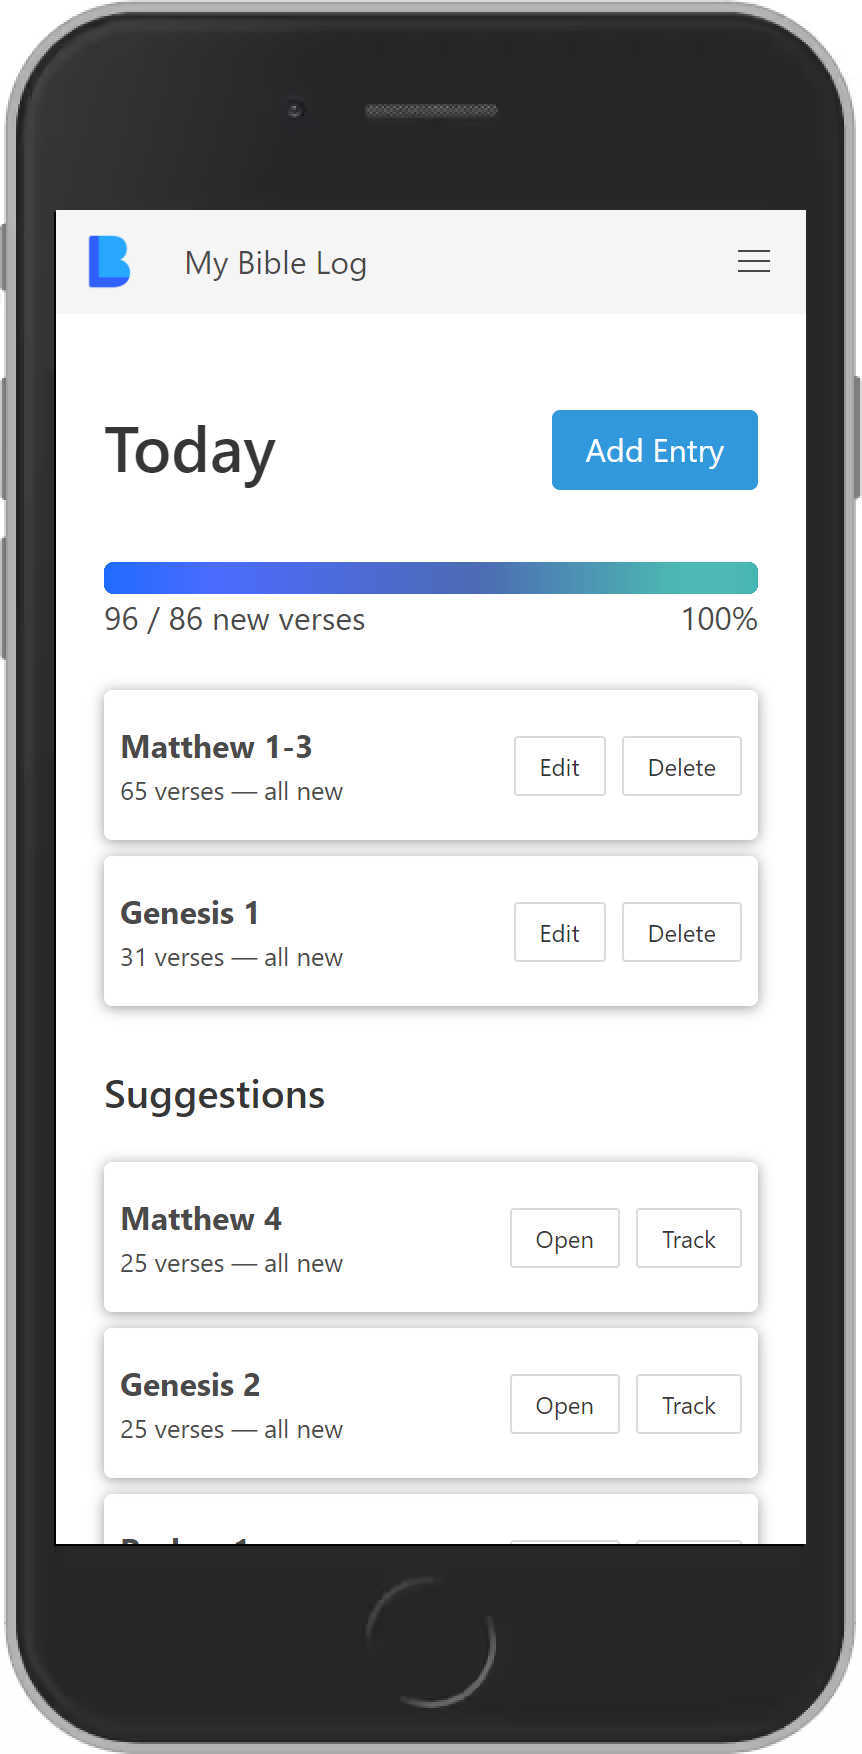 My Bible Log
Today
Add Entry
96 / 86 new verses
100%
Matthew 1-3
65 verses — all new
Edit
Delete
Genesis 1
31 verses — all new
Edit
Delete
Suggestions
Matthew 4
25 verses — all new
Open
Track
Genesis 2
25 verses — all new
Open
Track